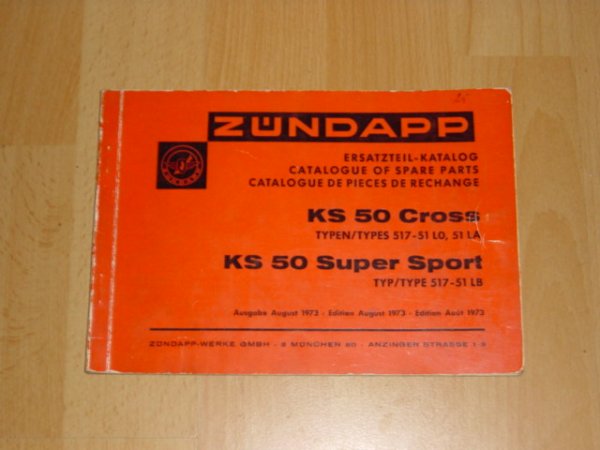 ZÜNDAPP
ERSATZTEIL-KATALOG
CATALOGUE OF SPARE PARTS
CATALOGUE DE PIECES DE RECHANGE
KS 50 Cross
TYPEN/TYPES 517-51 LO, 51 LA
KS 50 Super Sport
TYP/TYPE 517-51 LB
Ausgabe August 1973 · Edition August 1973 · Edition Août 1973
ZÜNDAPP-WERKE GMBH · 8 MÜNCHEN 80 · ANZINGER STRASSE 1-3